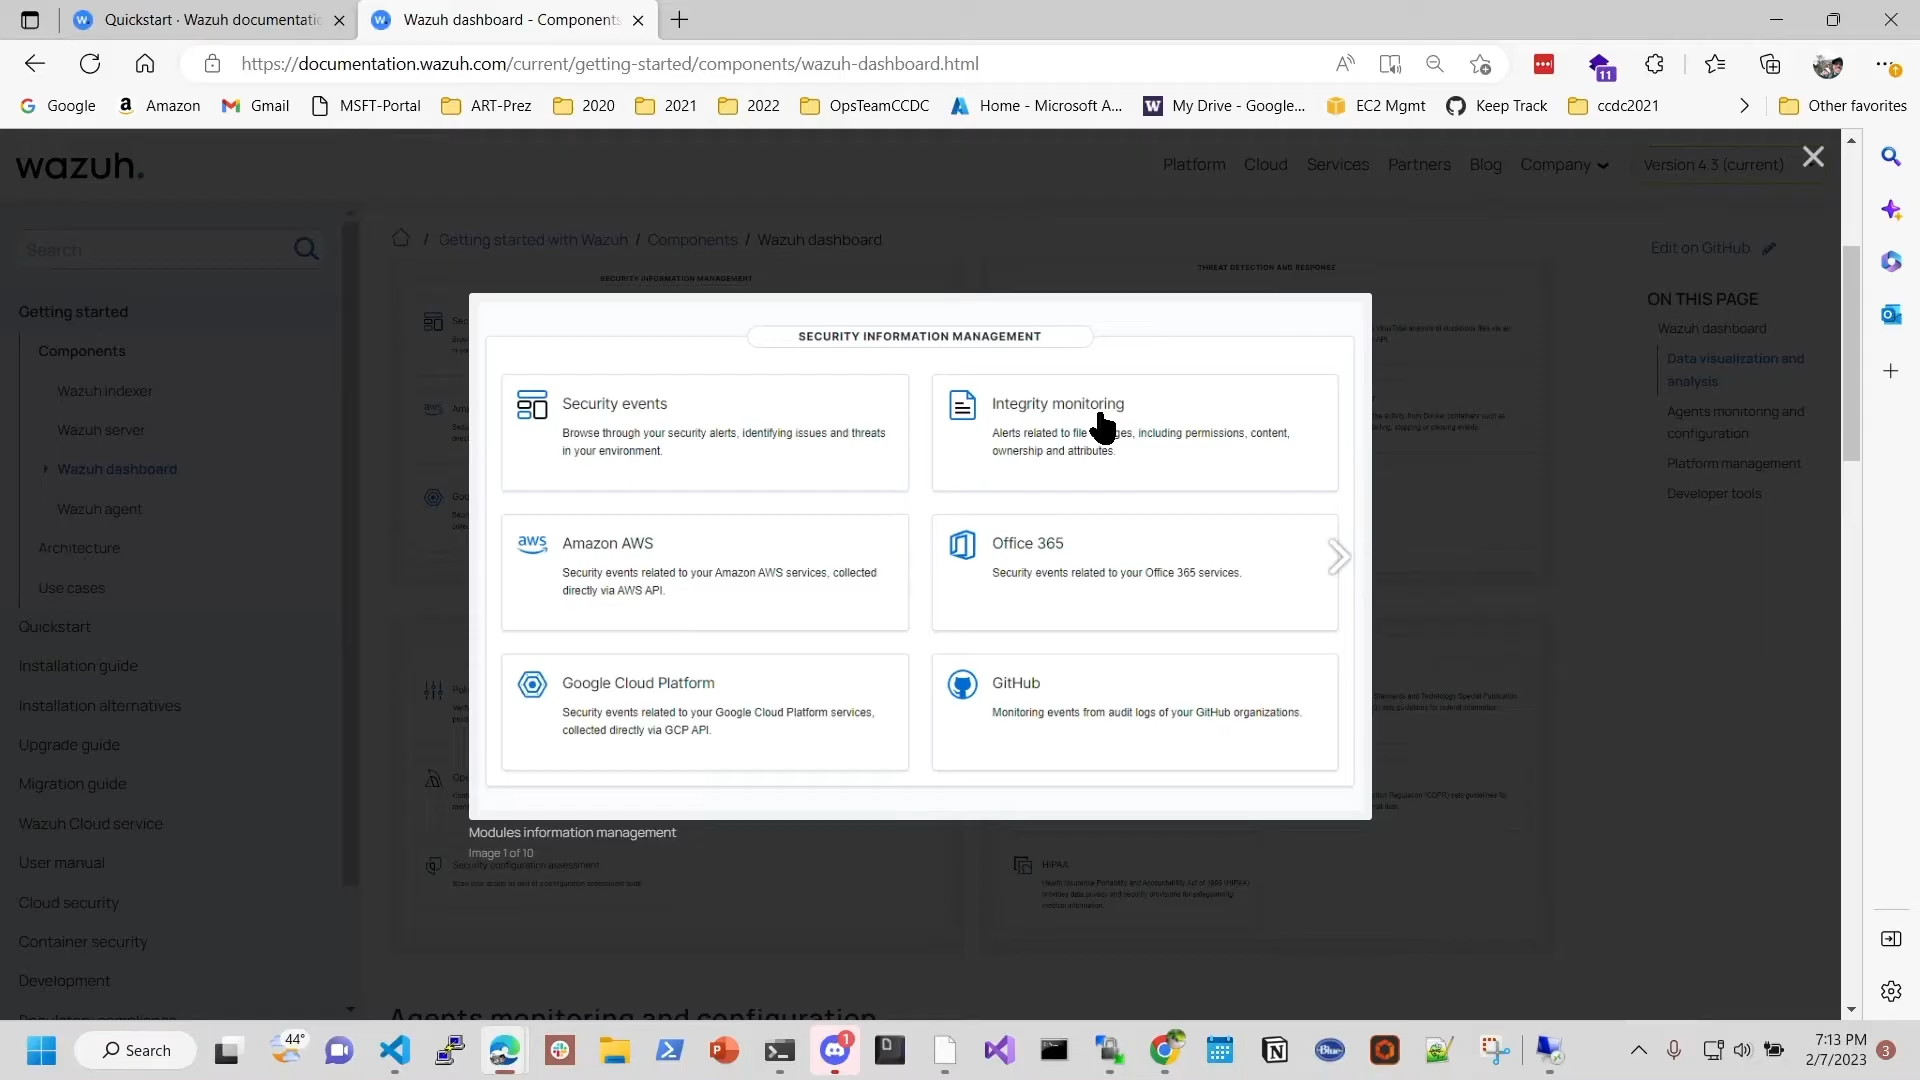 Quickstart · Wazuh documentatic
Wazuh dashboard - Components
https://documentation.wazuh.com/current/getting-started/components/wazuh-dashboard.html
11
Google
Amazon
Gmail
MSFT-Portal
ART-Prez
2020
2021
2022
OpsTeamCCDC
Home - Microsoft A...
My Drive - Google...
EC2 Mgmt
Keep Track
ccdc2021
Other favorites
wazuh.
Platform
Cloud
Services
Partners
Blog
Company
Version 4.3 (current)
Search
/ Getting started with Wazuh / Components / Wazuh dashboard
Edit on GitHub
Getting started
Components
Wazuh indexer
Wazuh server
Wazuh dashboard
Wazuh agent
Architecture
Use cases
Quickstart
Installation guide
Installation alternatives
Upgrade guide
Migration guide
Wazuh Cloud service
User manual
Cloud security
Container security
Development
SECURITY INFORMATION MANAGEMENT
THREAT DETECTION AND RESPONSE
SECURITY INFORMATION MANAGEMENT
Security events
Browse through your security alerts, identifying issues and threats
in your environment.
Integrity monitoring
Alerts related to file
, including permissions, content,
ownership and attributes.
aws
Amazon AWS
Security events related to your Amazon AWS services, collected
directly via AWS API.
Office 365
Security events related to your Office 365 services.
Google Cloud Platform
Security events related to your Google Cloud Platform services,
collected directly via GCP API.
GitHub
Monitoring events from audit logs of your GitHub organizations.
Modules information management
Image 1 of 10
Security configuration assessment
HIPAA
Agents monitoring and configuration
ON THIS PAGE
Wazuh dashboard
Data visualization and
analysis
Agents monitoring and
configuration
Platform management
Developer tools
Search
44°
1
Blue
7:13 PM
2/7/2023
3